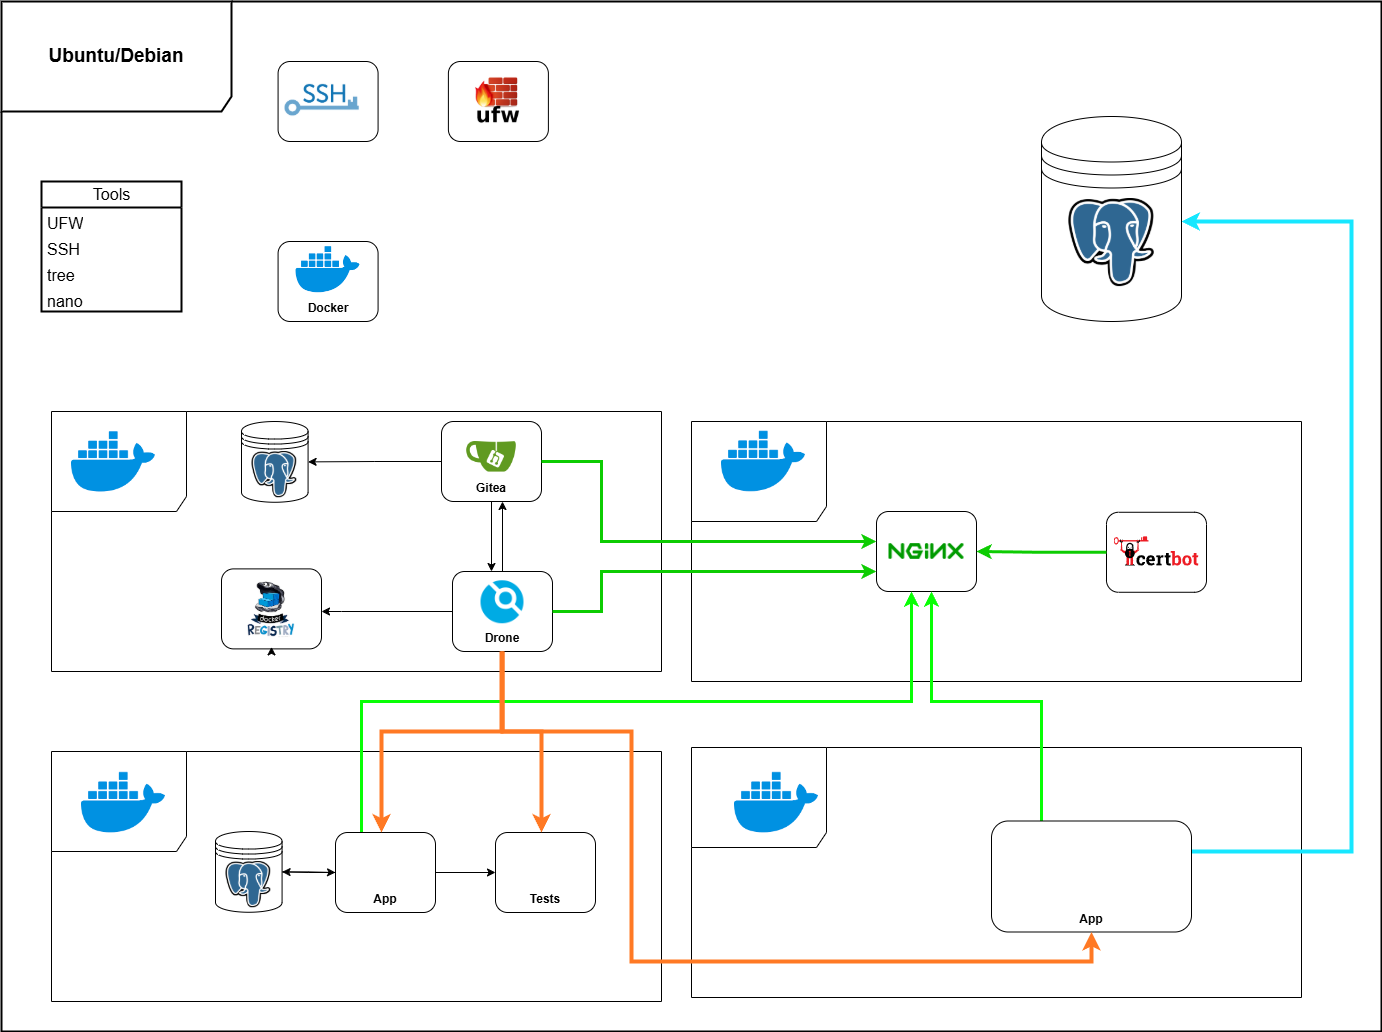 Ubuntu/Debian
SSH
ufw
Tools
UFW
SSH
tree
nano
Docker
Gitea
NGINX
certbot
docker
REGISTRY
Drone
App
Tests
App